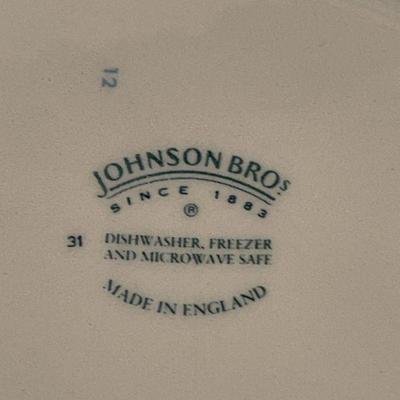 12
JOHNSON BROS
SINCE 1883
®
31 DISHWASHER, FREEZER
AND MICROWAVE SAFE
MADE IN ENGLAND